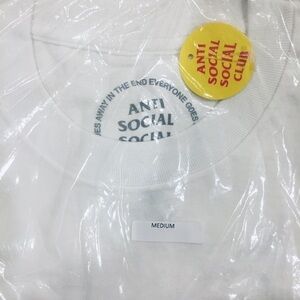 ANTI
SOCIAL
SOCIAL
CLUB
ES AWAY IN THE END EVERYONE GOES
ANTI
SOCIAL
SOCIAL
MEDIUM